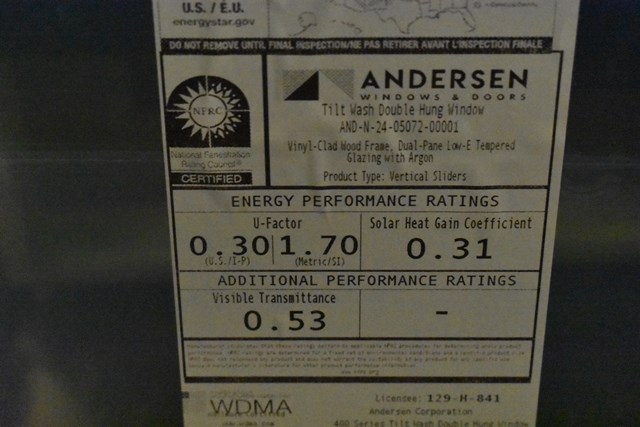 U.S. / É.U.
energystar.gov
DO NOT REMOVE UNTIL FINAL INSPECTION/NE PAS RETIRER AVANT L'INSPECTION FINALE
NFRC
National Fenestration
Rating Council®
CERTIFIED
ANDERSEN
WINDOWS & DOORS
Tilt Wash Double Hung Window
AND-N-24-05072-00001
Vinyl-Clad Wood Frame, Dual-Pane Low-E Tempered
Glazing with Argon
Product Type: Vertical Sliders
ENERGY PERFORMANCE RATINGS
U-Factor
0.30 1.70
(U.S./I-P) (Metric/SI)
Solar Heat Gain Coefficient
0.31
ADDITIONAL PERFORMANCE RATINGS
Visible Transmittance
0.53
-
WDMA
Licensee: 129-H-841
Andersen Corporation
400 Series Tilt Wash Double Hung Window